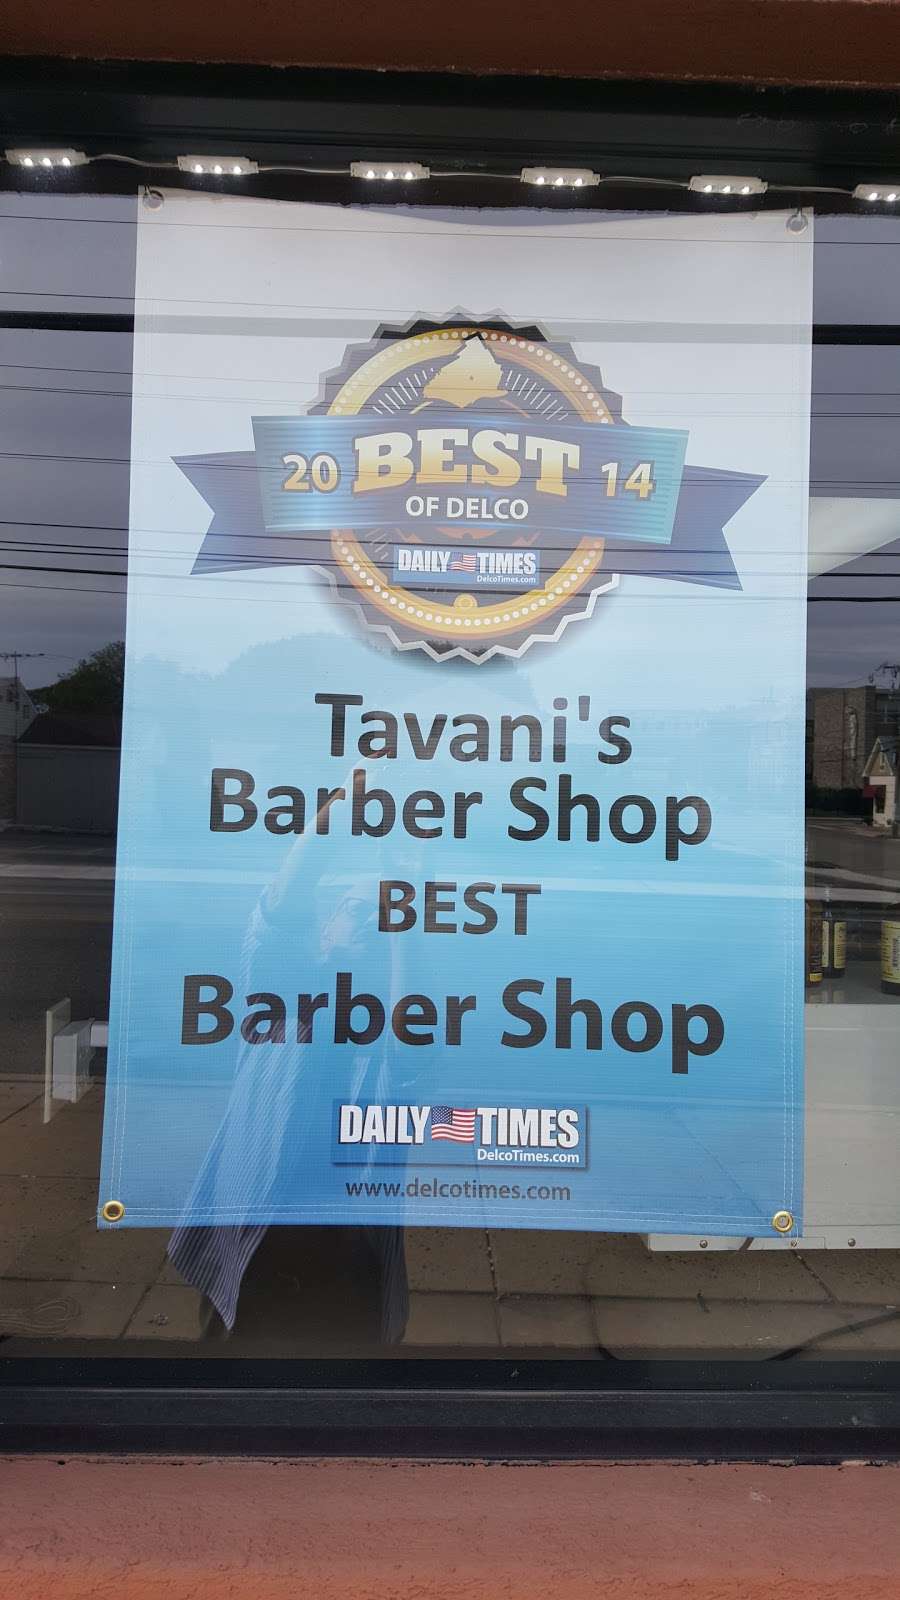 20 BEST 14
OF DELCO
DAILY TIMES
DelcoTimes.com
Tavani's
Barber Shop
BEST
Barber Shop
DAILY TIMES
DelcoTimes.com
www.delcotimes.com